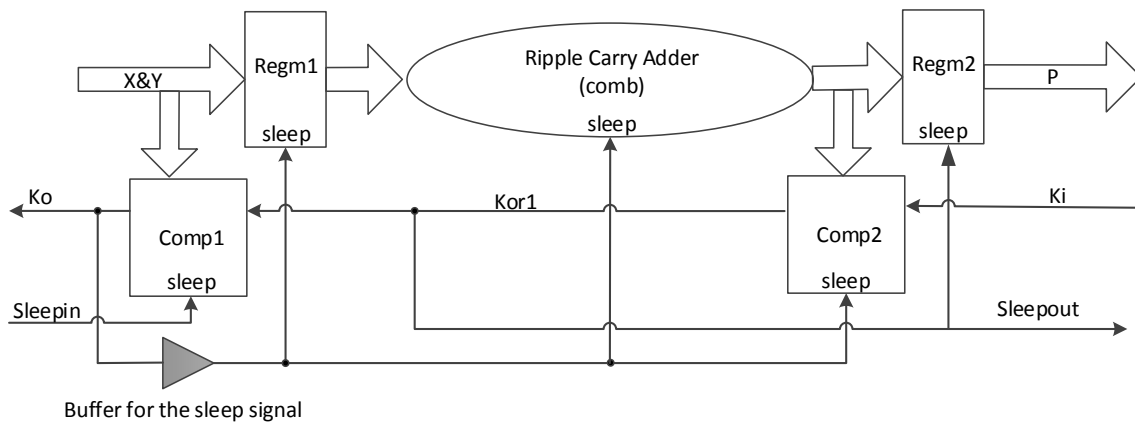 X&Y
Regm1
sleep
Ripple Carry Adder
(comb)
sleep
Regm2
sleep
P
Ko
Comp1
sleep
Kor1
Comp2
sleep
Ki
Sleepin
Sleepout
Buffer for the sleep signal